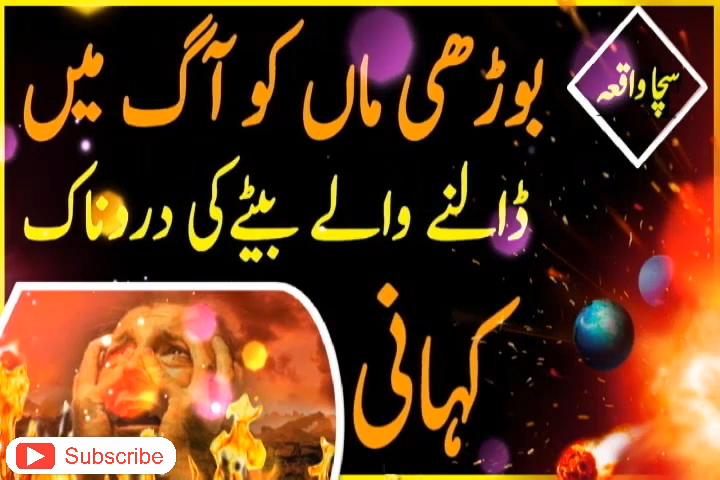 سچا واقعہ
بوڑھی ماں کو آگ میں
ڈالنے والے بیٹے کی دردناک
کہانی
Subscribe